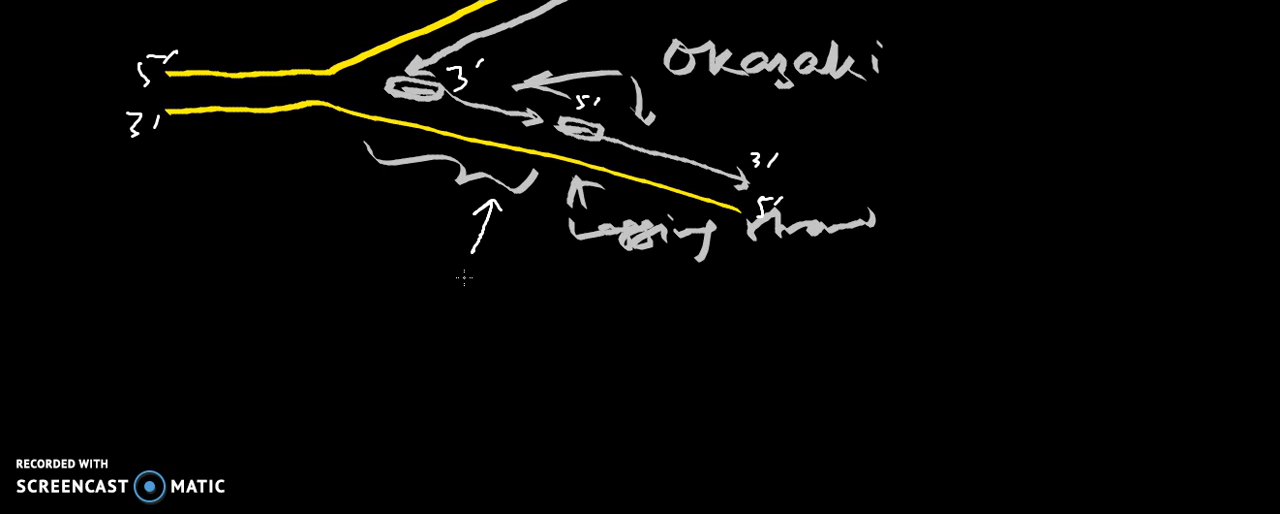 Okazaki
5'
3'
5'
3'
3'
5'
Lagging strand
RECORDED WITH
SCREENCAST MATIC